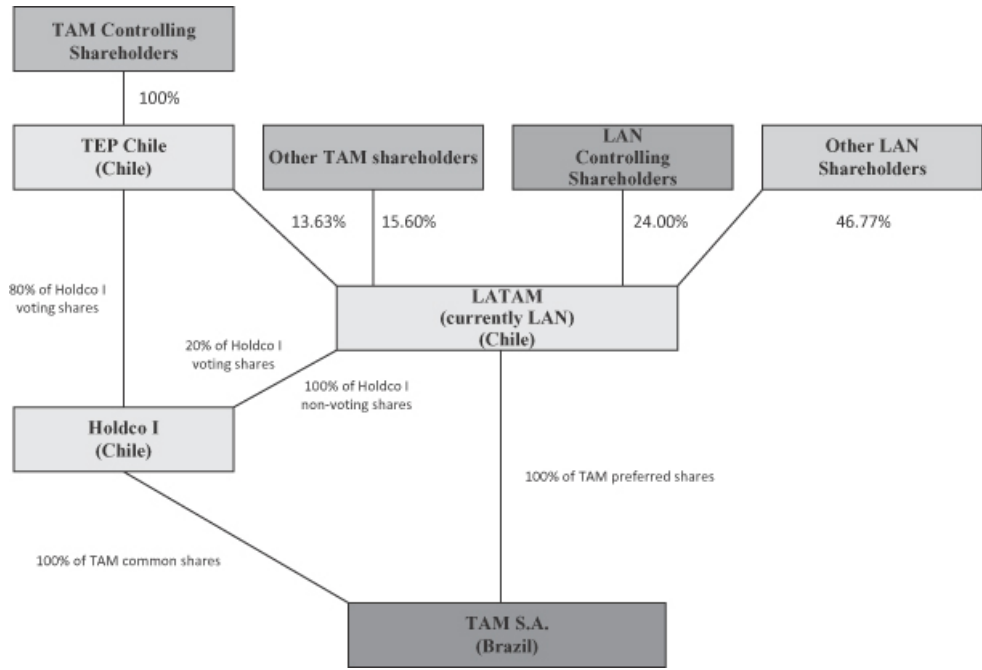 TAM Controlling
Shareholders
100%
TEP Chile
(Chile)
Other TAM shareholders
LAN
Controlling
Shareholders
Other LAN
Shareholders
13.63%
15.60%
24.00%
46.77%
80% of Holdco I
voting shares
LATAM
(currently LAN)
(Chile)
20% of Holdco I
voting shares
100% of Holdco I
non-voting shares
Holdco I
(Chile)
100% of TAM preferred shares
100% of TAM common shares
TAM S.A.
(Brazil)